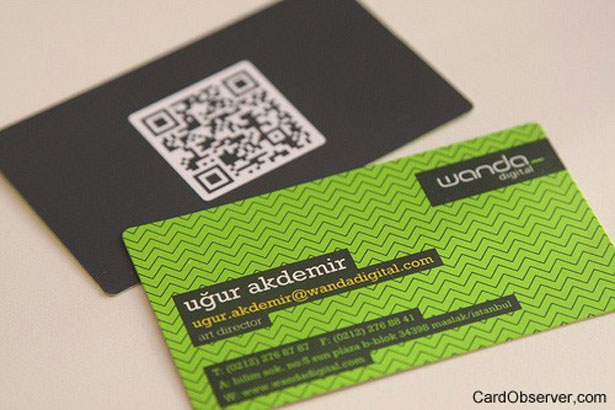 wanda
digital
uğur akdemir
ugur.akdemir@wandadigital.com
art director
T: (0212) 276 87 87 F: (0212) 276 88 41
A: bilim sok. no:5 sun plaza b-blok 34398 maslak/istanbul
W: www.wandadigital.com
CardObserver.com